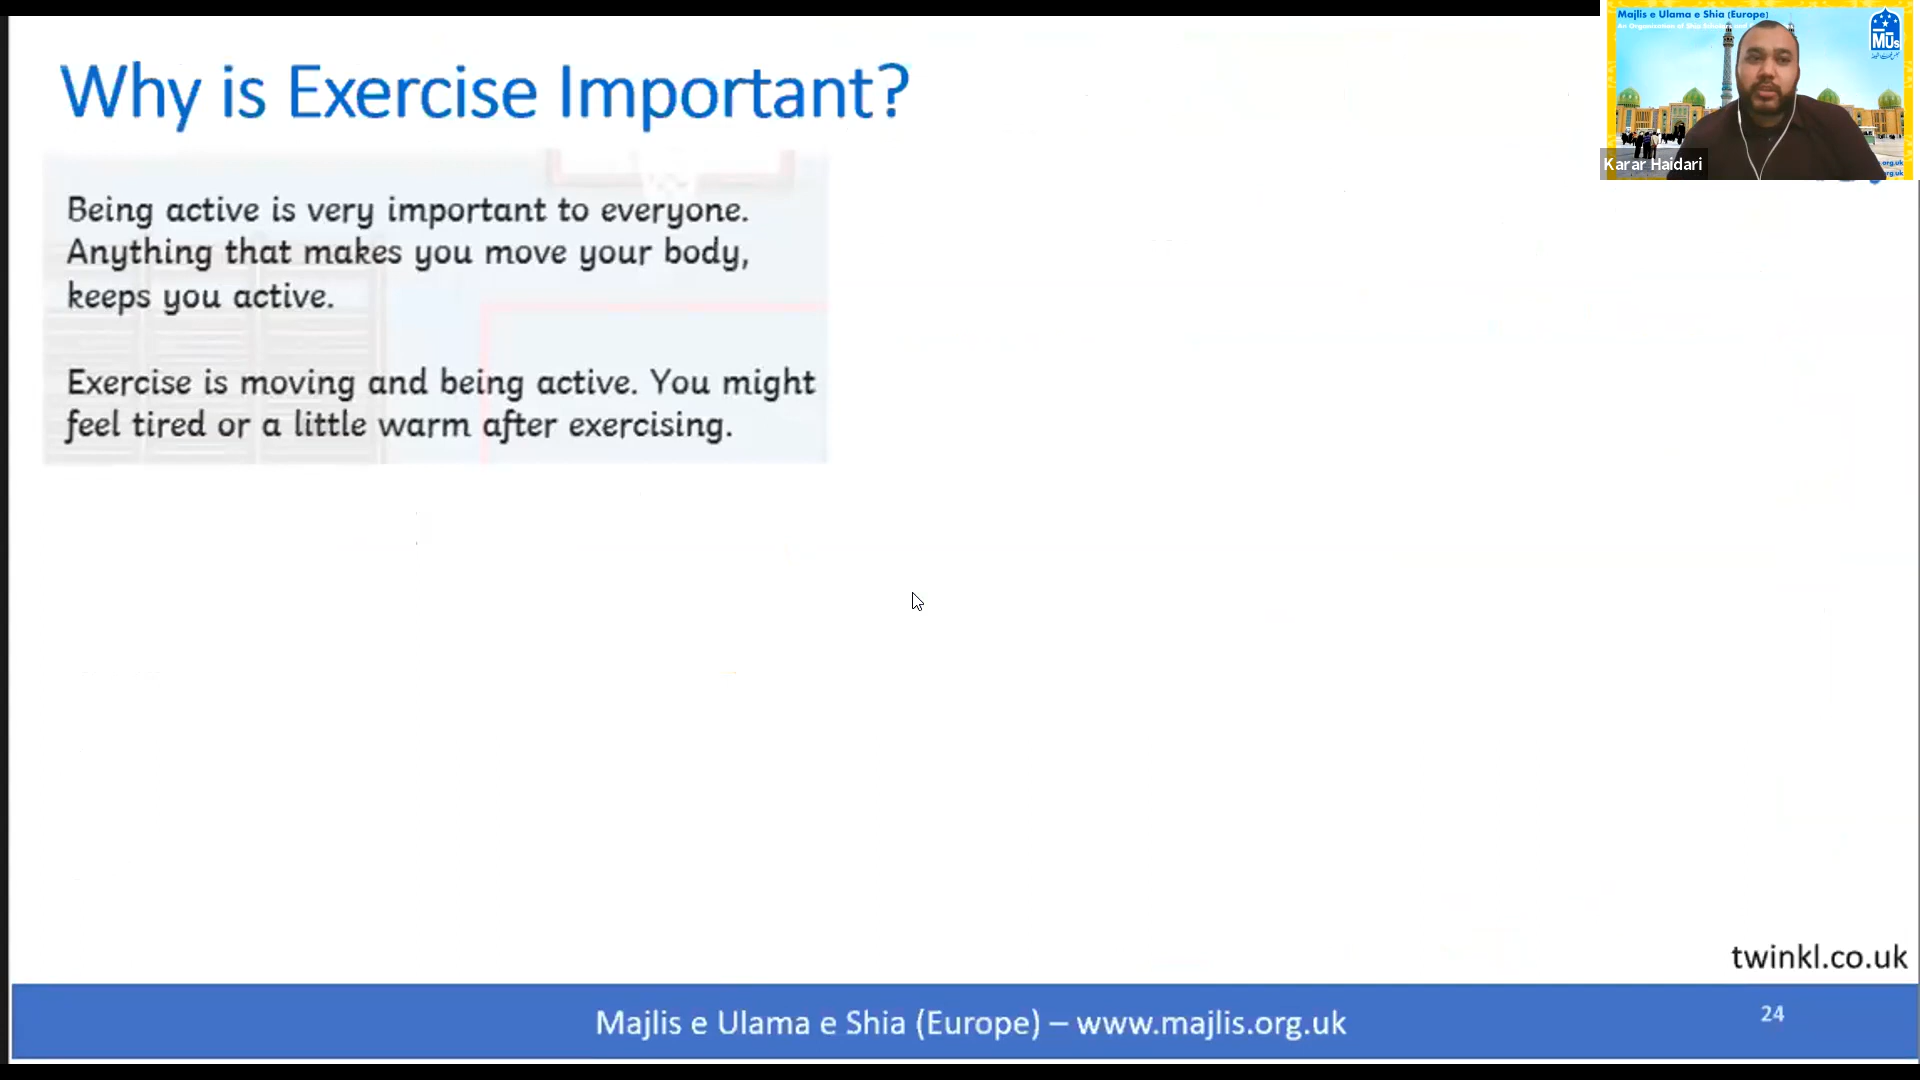 Why is Exercise Important?
Being active is very important to everyone.
Anything that makes you move your body,
keeps you active.
Exercise is moving and being active. You might
feel tired or a little warm after exercising.
Majlis e Ulama e Shia (Europe)
MUS
Karar Haidari
twinkl.co.uk
Majlis e Ulama e Shia (Europe) – www.majlis.org.uk
24